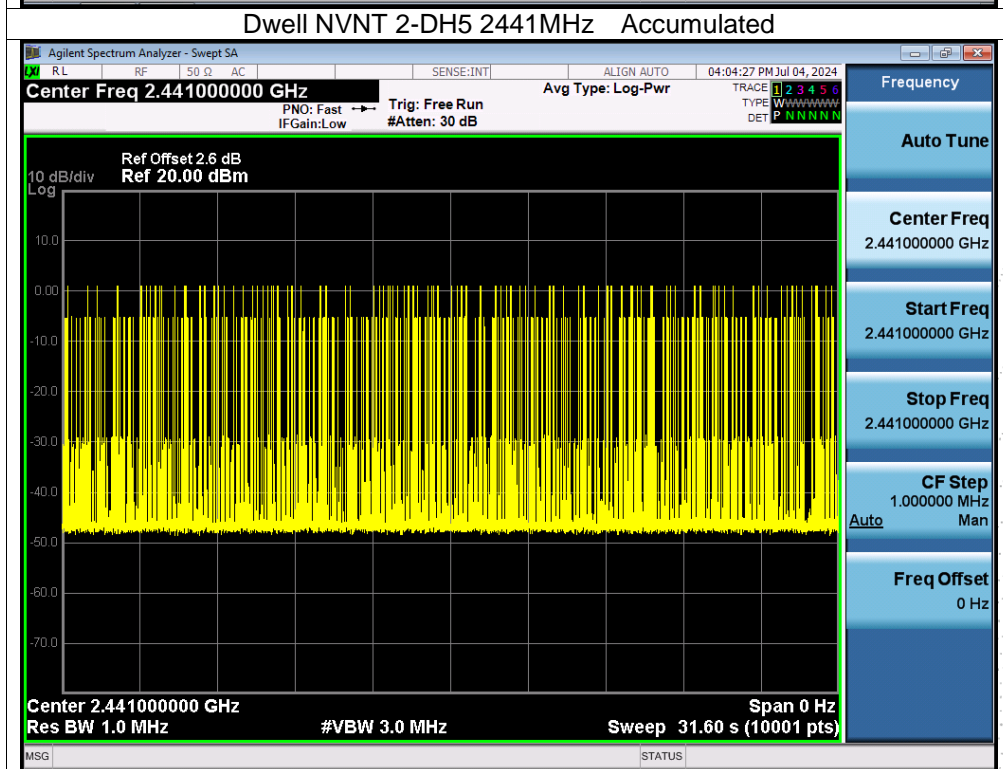 Dwell NVNT 2-DH5 2441MHz Accumulated
Agilent Spectrum Analyzer - Swept SA
LXI RL RF 50 Ω AC SENSE:INT ALIGN AUTO 04:04:27 PM Jul 04, 2024
Center Freq 2.441000000 GHz
PNO: Fast
IFGain:Low
Trig: Free Run
#Atten: 30 dB
Avg Type: Log-Pwr
TRACE 1 2 3 4 5 6
TYPE WWWWWW
DET P N N N N N
Ref Offset 2.6 dB
10 dB/div Ref 20.00 dBm
Log
10.0
0.00
-10.0
-20.0
-30.0
-40.0
-50.0
-60.0
-70.0
Center 2.441000000 GHz Span 0 Hz
Res BW 1.0 MHz #VBW 3.0 MHz Sweep 31.60 s (10001 pts)
MSG STATUS
Frequency
Auto Tune
Center Freq
2.441000000 GHz
Start Freq
2.441000000 GHz
Stop Freq
2.441000000 GHz
CF Step
1.000000 MHz
Auto Man
Freq Offset
0 Hz